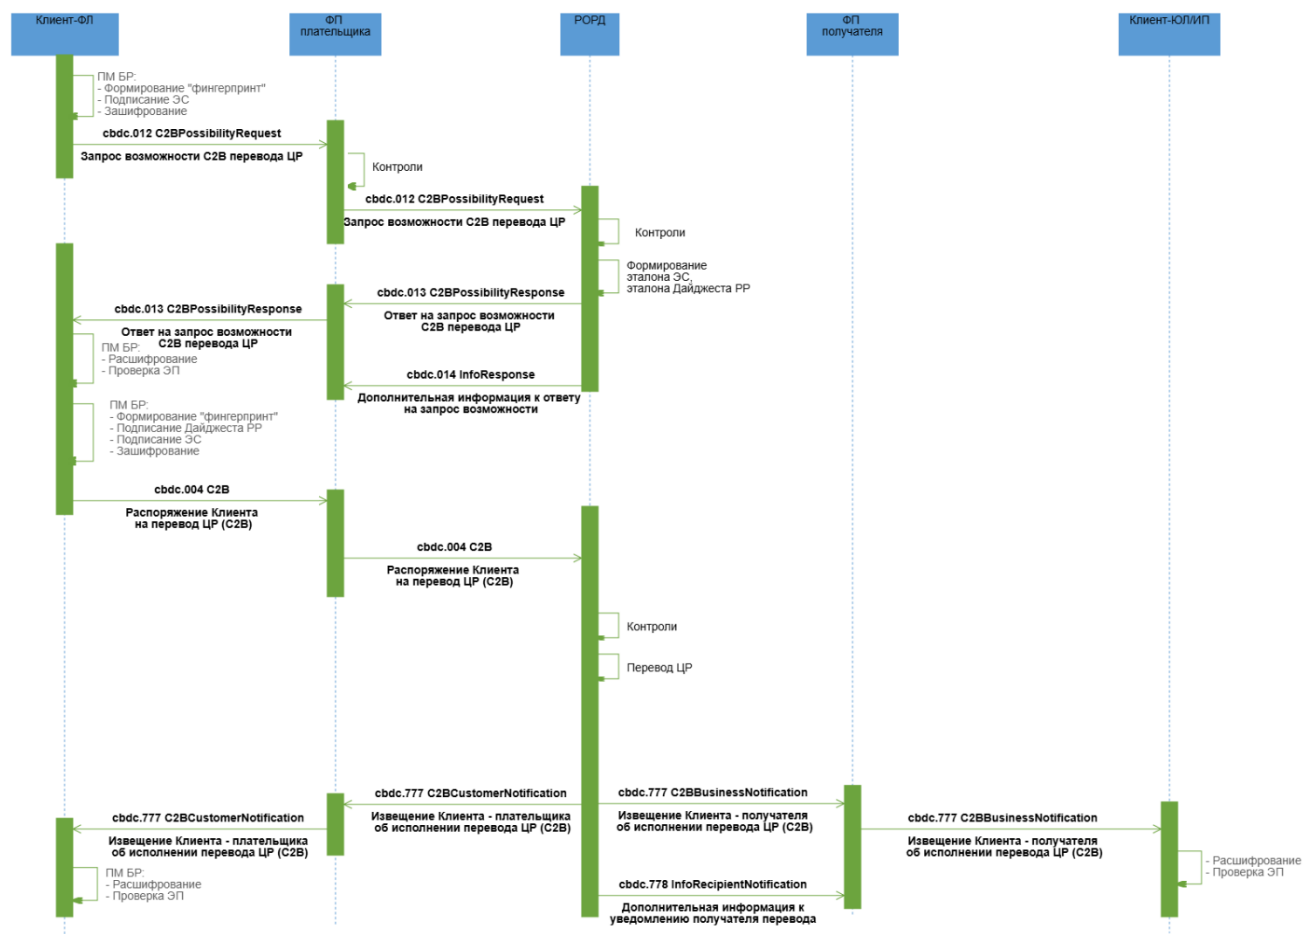 Клиент-ФЛ
ФП
плательщика
РОРД
ФП
получателя
Клиент-ЮЛ/ИП
ПМ БР:
- Формирование "фингерпринт"
- Подписание ЭС
- Зашифрование
cbdc.012 C2BPossibilityRequest
Запрос возможности C2B перевода ЦР
Контроли
cbdc.012 C2BPossibilityRequest
Запрос возможности C2B перевода ЦР
Контроли
Формирование
эталона ЭС,
эталона Дайджеста РР
cbdc.013 C2BPossibilityResponse
Ответ на запрос возможности
C2B перевода ЦР
cbdc.013 C2BPossibilityResponse
Ответ на запрос возможности
C2B перевода ЦР
ПМ БР:
- Расшифрование
- Проверка ЭП
cbdc.014 InfoResponse
Дополнительная информация к ответу
на запрос возможности
ПМ БР:
- Формирование "фингерпринт"
- Подписание Дайджеста РР
- Подписание ЭС
- Зашифрование
cbdc.004 C2B
Распоряжение Клиента
на перевод ЦР (C2B)
cbdc.004 C2B
Распоряжение Клиента
на перевод ЦР (C2B)
Контроли
Перевод ЦР
cbdc.777 C2BCustomerNotification
Извещение Клиента - плательщика
об исполнении перевода ЦР (C2B)
cbdc.777 C2BBusinessNotification
Извещение Клиента - получателя
об исполнении перевода ЦР (C2B)
cbdc.777 C2BCustomerNotification
Извещение Клиента - плательщика
об исполнении перевода ЦР (C2B)
cbdc.777 C2BBusinessNotification
Извещение Клиента - получателя
об исполнении перевода ЦР (C2B)
ПМ БР:
- Расшифрование
- Проверка ЭП
- Расшифрование
- Проверка ЭП
cbdc.778 InfoRecipientNotification
Дополнительная информация к
уведомлению получателя перевода